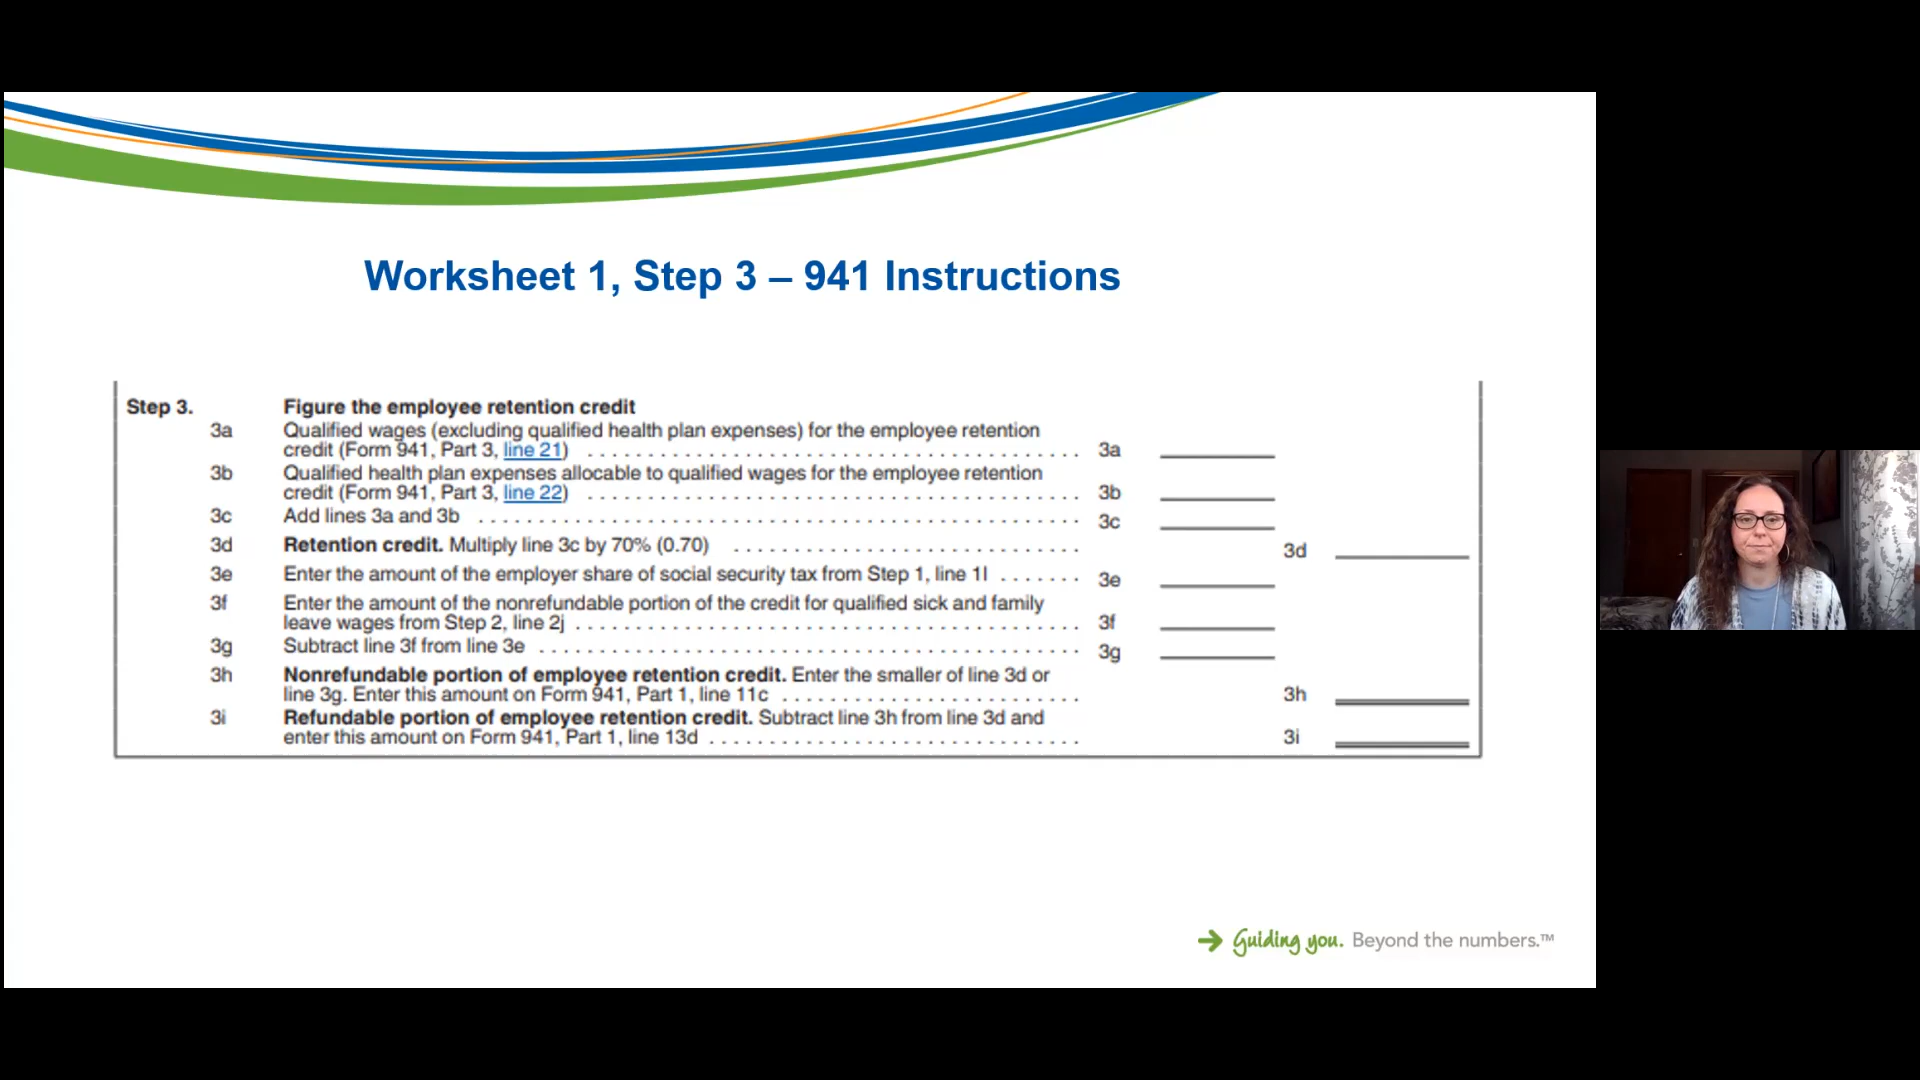 Worksheet 1, Step 3 – 941 Instructions
Step 3. Figure the employee retention credit
3a Qualified wages (excluding qualified health plan expenses) for the employee retention
credit (Form 941, Part 3, line 21) . . . . . . . . . . . . . . . . . . . . . . . . . . . . . . . . . . . . . . . . . 3a
3b Qualified health plan expenses allocable to qualified wages for the employee retention
credit (Form 941, Part 3, line 22) . . . . . . . . . . . . . . . . . . . . . . . . . . . . . . . . . . . . . . . . . 3b
3c Add lines 3a and 3b . . . . . . . . . . . . . . . . . . . . . . . . . . . . . . . . . . . . . . . . . . . . . . . . . . 3c
3d Retention credit. Multiply line 3c by 70% (0.70) . . . . . . . . . . . . . . . . . . . . . . . . . . . . . 3d
3e Enter the amount of the employer share of social security tax from Step 1, line 1l . . . . . . . 3e
3f Enter the amount of the nonrefundable portion of the credit for qualified sick and family
leave wages from Step 2, line 2j . . . . . . . . . . . . . . . . . . . . . . . . . . . . . . . . . . . . . . . . . . 3f
3g Subtract line 3f from line 3e . . . . . . . . . . . . . . . . . . . . . . . . . . . . . . . . . . . . . . . . . . . . . 3g
3h Nonrefundable portion of employee retention credit. Enter the smaller of line 3d or
line 3g. Enter this amount on Form 941, Part 1, line 11c . . . . . . . . . . . . . . . . . . . . . . . . . 3h
3i Refundable portion of employee retention credit. Subtract line 3h from line 3d and
enter this amount on Form 941, Part 1, line 13d . . . . . . . . . . . . . . . . . . . . . . . . . . . . . . . 3i
Guiding you. Beyond the numbers.™